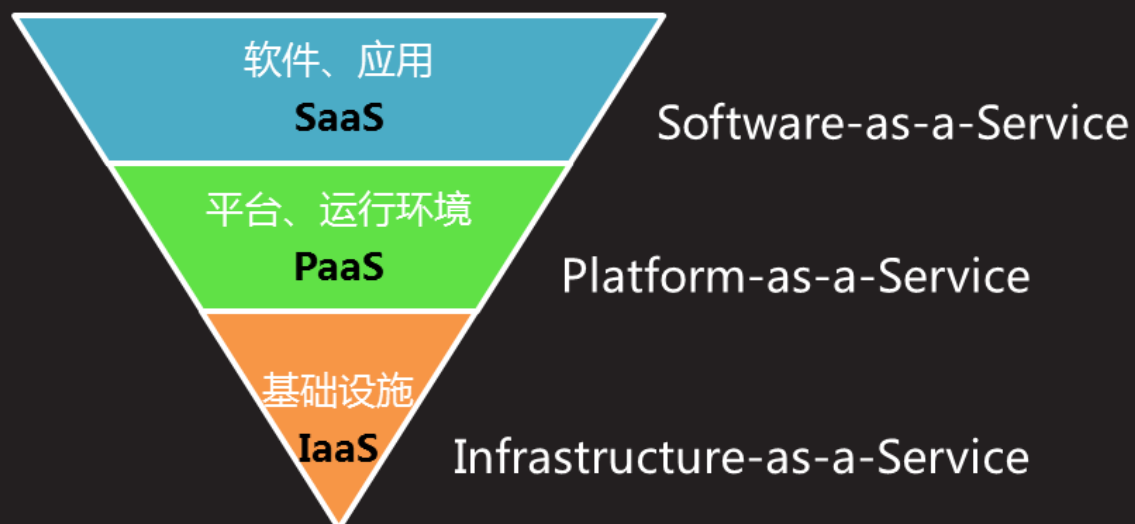 软件、应用
SaaS
Software-as-a-Service
平台、运行环境
PaaS
Platform-as-a-Service
基础设施
IaaS
Infrastructure-as-a-Service